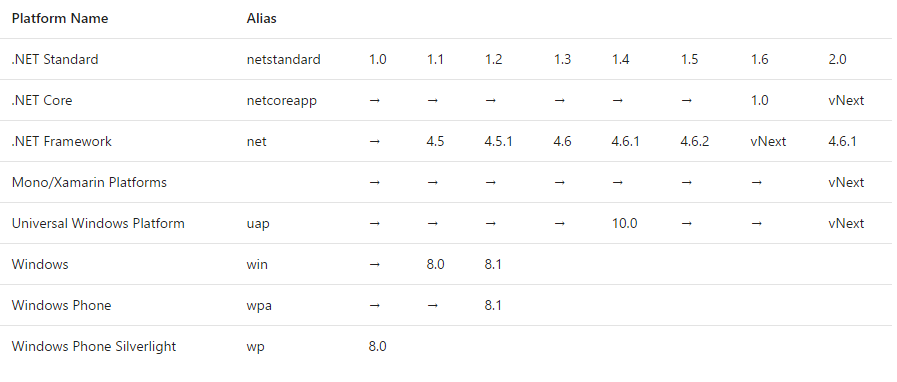 Platform Name Alias
.NET Standard netstandard 1.0 1.1 1.2 1.3 1.4 1.5 1.6 2.0
.NET Core netcoreapp → → → → → → 1.0 vNext
.NET Framework net → 4.5 4.5.1 4.6 4.6.1 4.6.2 vNext 4.6.1
Mono/Xamarin Platforms → → → → → → → vNext
Universal Windows Platform uap → → → → 10.0 → → vNext
Windows win → 8.0 8.1
Windows Phone wpa → → 8.1
Windows Phone Silverlight wp 8.0